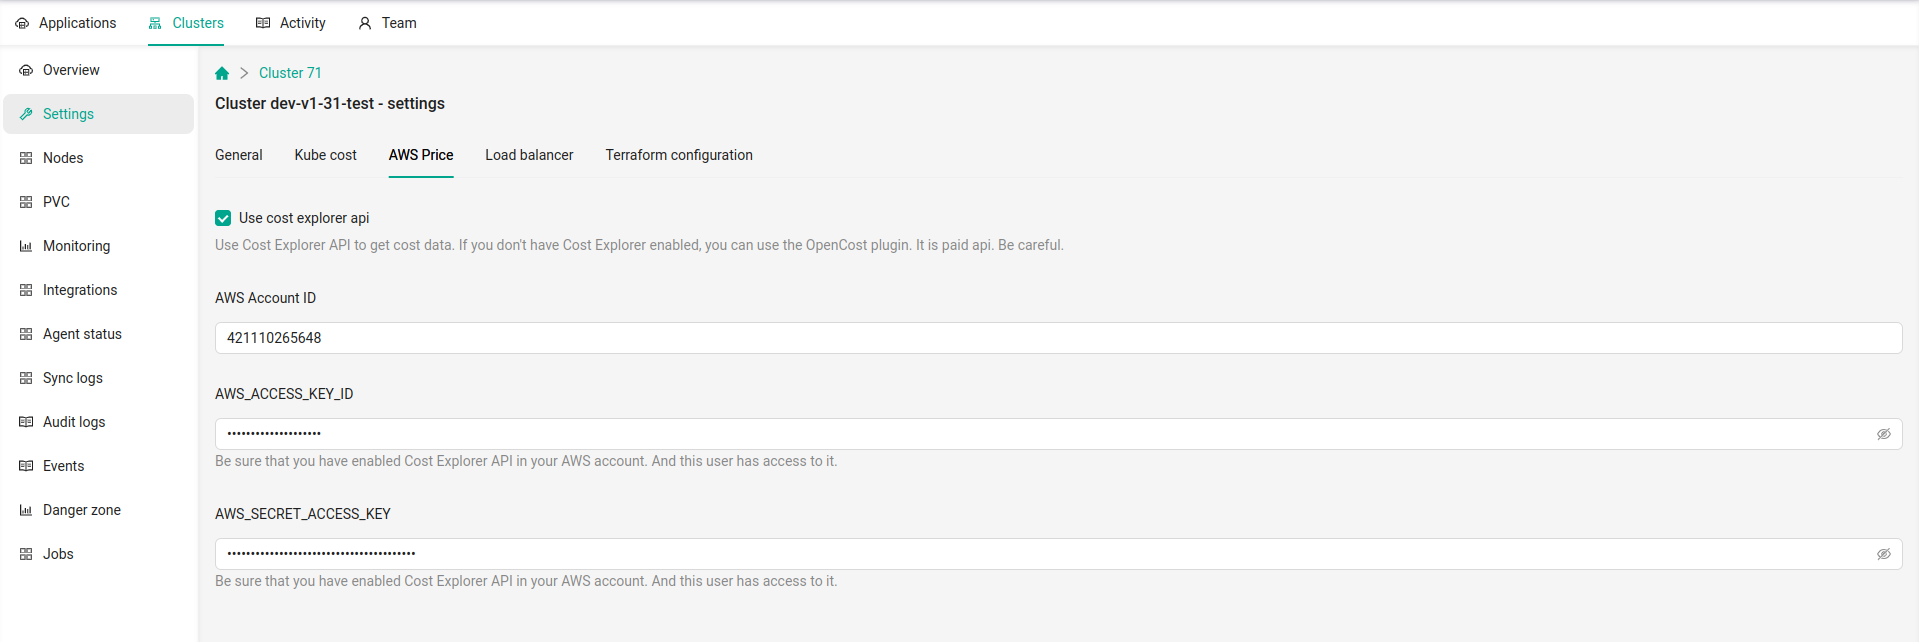 Applications
Clusters
Activity
Team
Overview
Settings
Nodes
PVC
Monitoring
Integrations
Agent status
Sync logs
Audit logs
Events
Danger zone
Jobs
Cluster 71
Cluster dev-v1-31-test - settings
General
Kube cost
AWS Price
Load balancer
Terraform configuration
Use cost explorer api
Use Cost Explorer API to get cost data. If you don't have Cost Explorer enabled, you can use the OpenCost plugin. It is paid api. Be careful.
AWS Account ID
421110265648
AWS_ACCESS_KEY_ID
••••••••••••••••••••
Be sure that you have enabled Cost Explorer API in your AWS account. And this user has access to it.
AWS_SECRET_ACCESS_KEY
••••••••••••••••••••••••••••••••••••••••
Be sure that you have enabled Cost Explorer API in your AWS account. And this user has access to it.